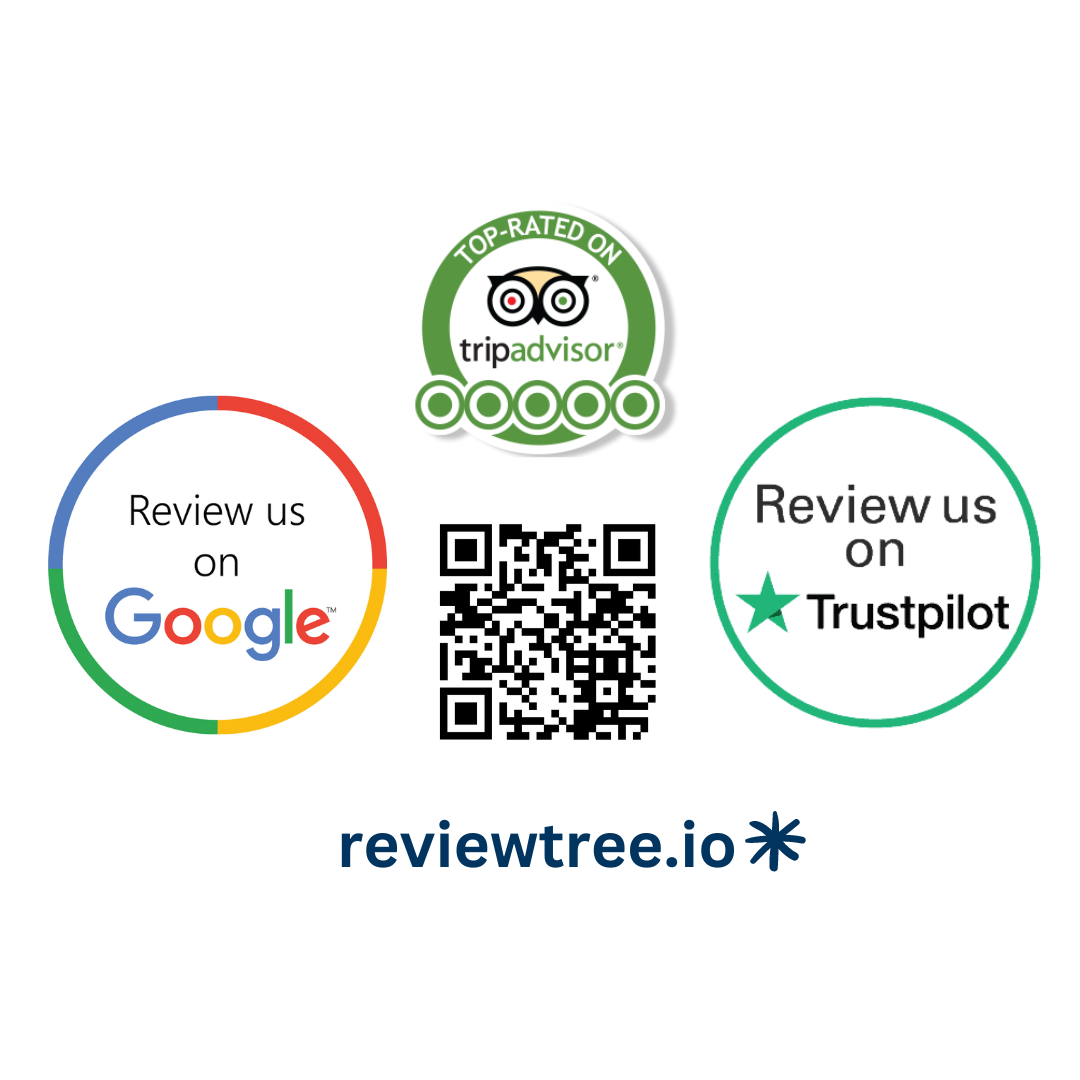 TOP-RATED ON
tripadvisor®
Review us
on
Google™
Review us
on
Trustpilot
reviewtree.io